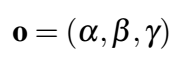 𝐨 = (α, β, γ)